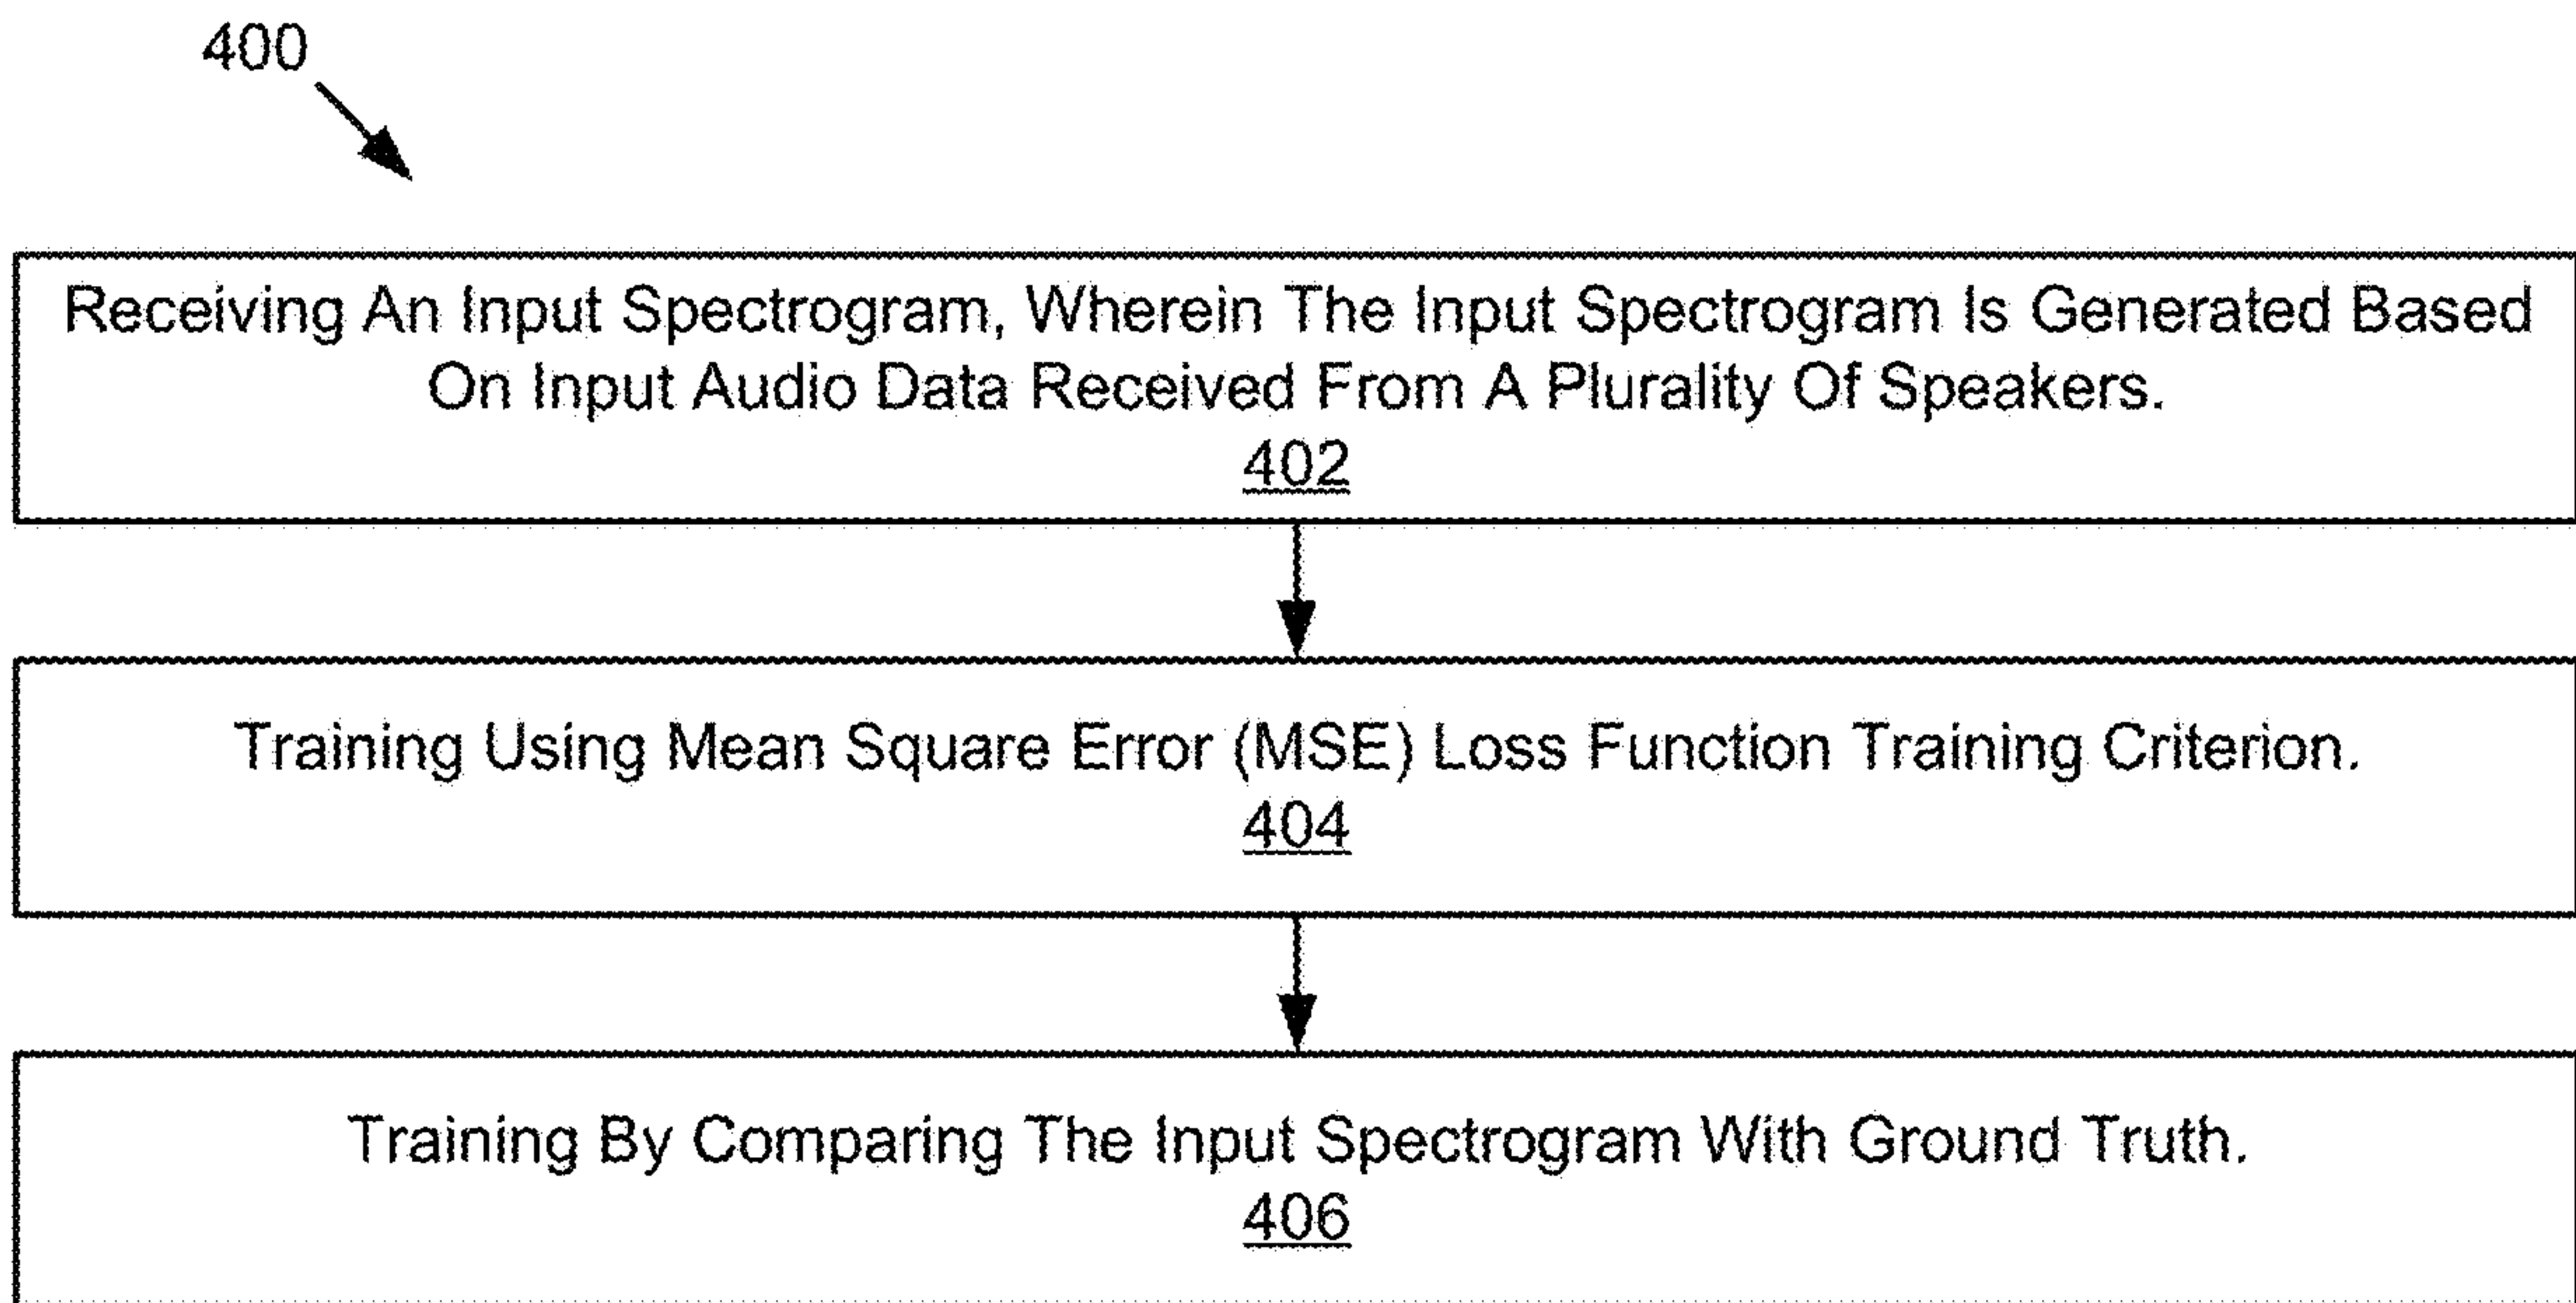 400
Receiving An Input Spectrogram, Wherein The Input Spectrogram Is Generated Based
On Input Audio Data Received From A Plurality Of Speakers.
402
Training Using Mean Square Error (MSE) Loss Function Training Criterion.
404
Training By Comparing The Input Spectrogram With Ground Truth.
406